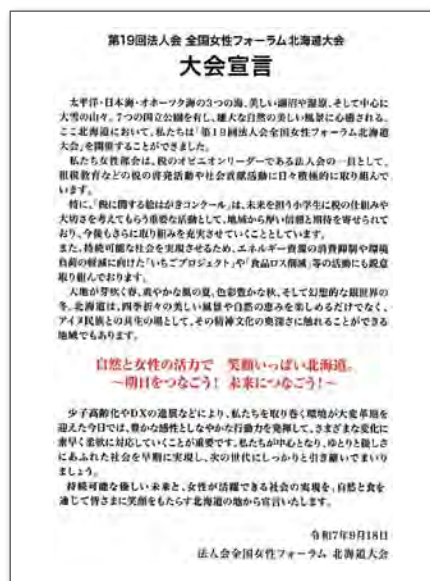 第19回法人会 全国女性フォーラム 北海道大会
大会宣言
太平洋・日本海・オホーツク海の3つの海、美しい湖沼や湿原、そして中心に
大雪の山々。7つの国立公園を有し、雄大な自然の美しい風景に心癒される。
ここ北海道において、私たちは「第19回法人会全国女性フォーラム北海道
大会」を開催することができました。
私たち女性部会は、税のオピニオンリーダーである法人会の一員として、
租税教育などの税の啓発活動や社会貢献活動に日々積極的に取り組んで
います。
特に、「税に関する絵はがきコンクール」は、未来を担う小学生に税の仕組みや
大切さを考えてもらう重要な活動として、地域から厚い信頼と期待を寄せられて
おり、今後もさらに取り組みを充実させていくこととしています。
また、持続可能な社会を実現させるため、エネルギー資源の消費抑制や環境
負荷の軽減に向けた「いちごプロジェクト」や「食品ロス削減」等の活動にも鋭意
取り組んでおります。
大地が芽吹く春、爽やかな風の夏、色彩豊かな秋、そして幻想的な銀世界の
冬。北海道は、四季折々の美しい風景や自然の恵みを楽しめるだけでなく、
アイヌ民族との共生の場として、その精神文化の奥深さに触れることができる
地域でもあります。
自然と女性の活力で 笑顔いっぱい北海道。
～明日をつなごう! 未来につなごう!～
少子高齢化やDXの進展などにより、私たちを取り巻く環境が大変革期を
迎えた今日では、豊かな感性としなやかな行動力を発揮して、さまざまな変化に
素早く柔軟に対応していくことが重要です。私たちが中心となり、ゆとりと優しさ
にあふれた社会を早期に実現し、次の世代にしっかりと引き継いでまいり
ましょう。
持続可能な優しい未来と、女性が活躍できる社会の実現を、自然と食を
通じて皆さまに笑顔をもたらす北海道の地から宣言いたします。
令和7年9月18日
法人会全国女性フォーラム 北海道大会